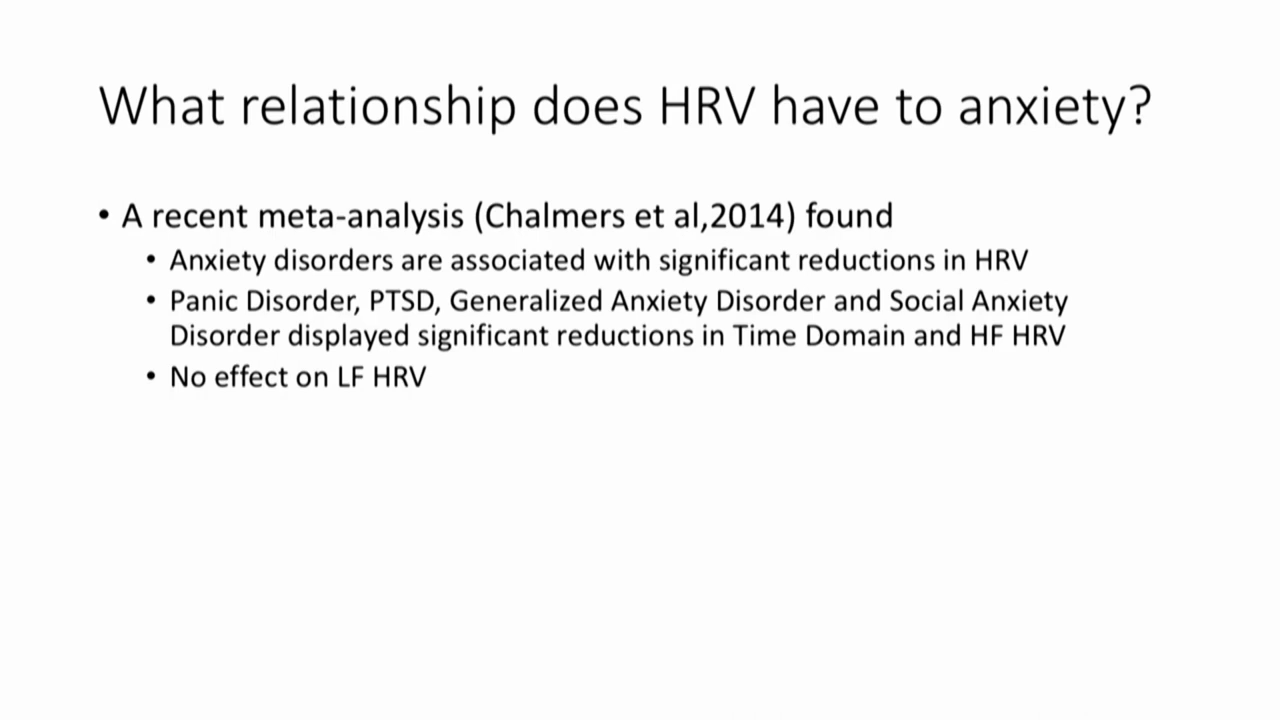 What relationship does HRV have to anxiety?
• A recent meta-analysis (Chalmers et al,2014) found
• Anxiety disorders are associated with significant reductions in HRV
• Panic Disorder, PTSD, Generalized Anxiety Disorder and Social Anxiety
Disorder displayed significant reductions in Time Domain and HF HRV
• No effect on LF HRV